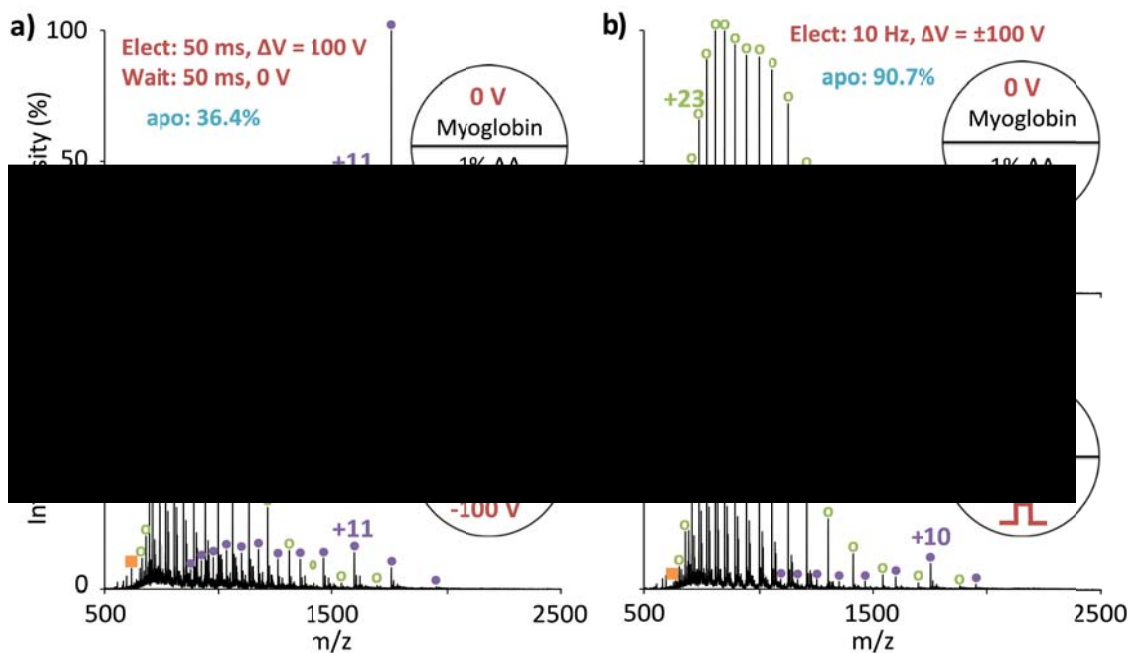 a)
100
Elect: 50 ms, ΔV = 100 V
Wait: 50 ms, 0 V
apo: 36.4%
0 V
Myoglobin
+11
50
sity (%)
b)
Elect: 10 Hz, ΔV = ±100 V
apo: 90.7%
+23
0 V
Myoglobin
-100 V
+11
0
500
1500
2500
m/z
+10
500
1500
2500
m/z